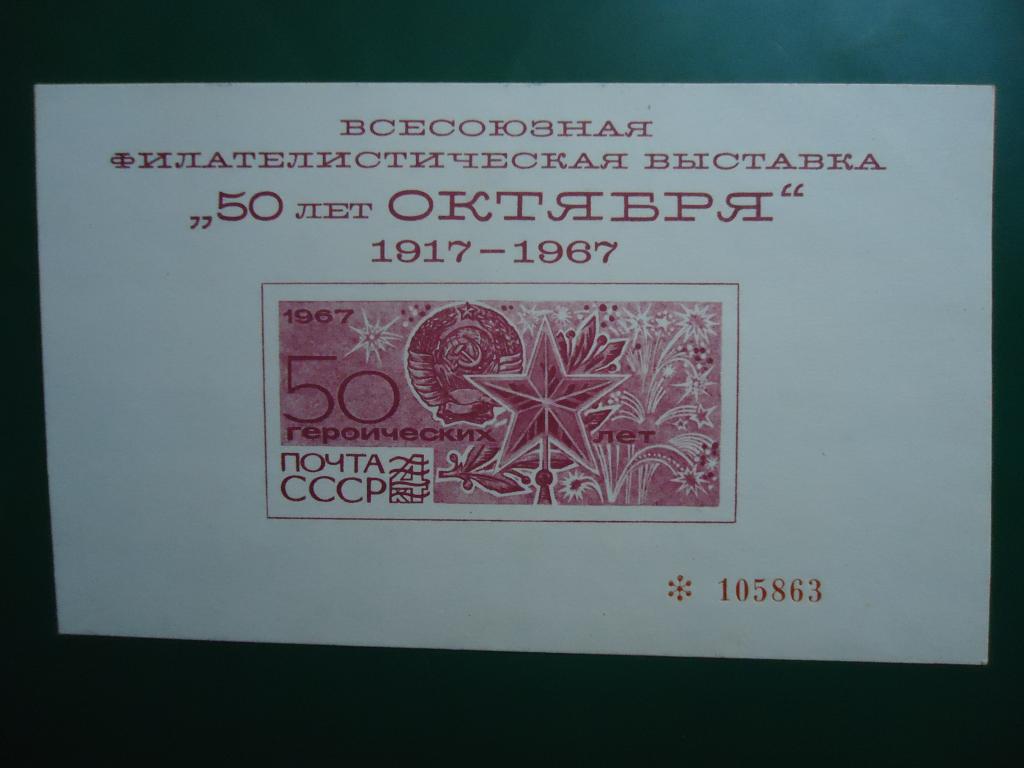 ВСЕСОЮЗНАЯ
ФИЛАТЕЛИСТИЧЕСКАЯ ВЫСТАВКА
„50 ЛЕТ ОКТЯБРЯ“
1917–1967
1967
50
героических лет
ПОЧТА
СССР
✻ 105863